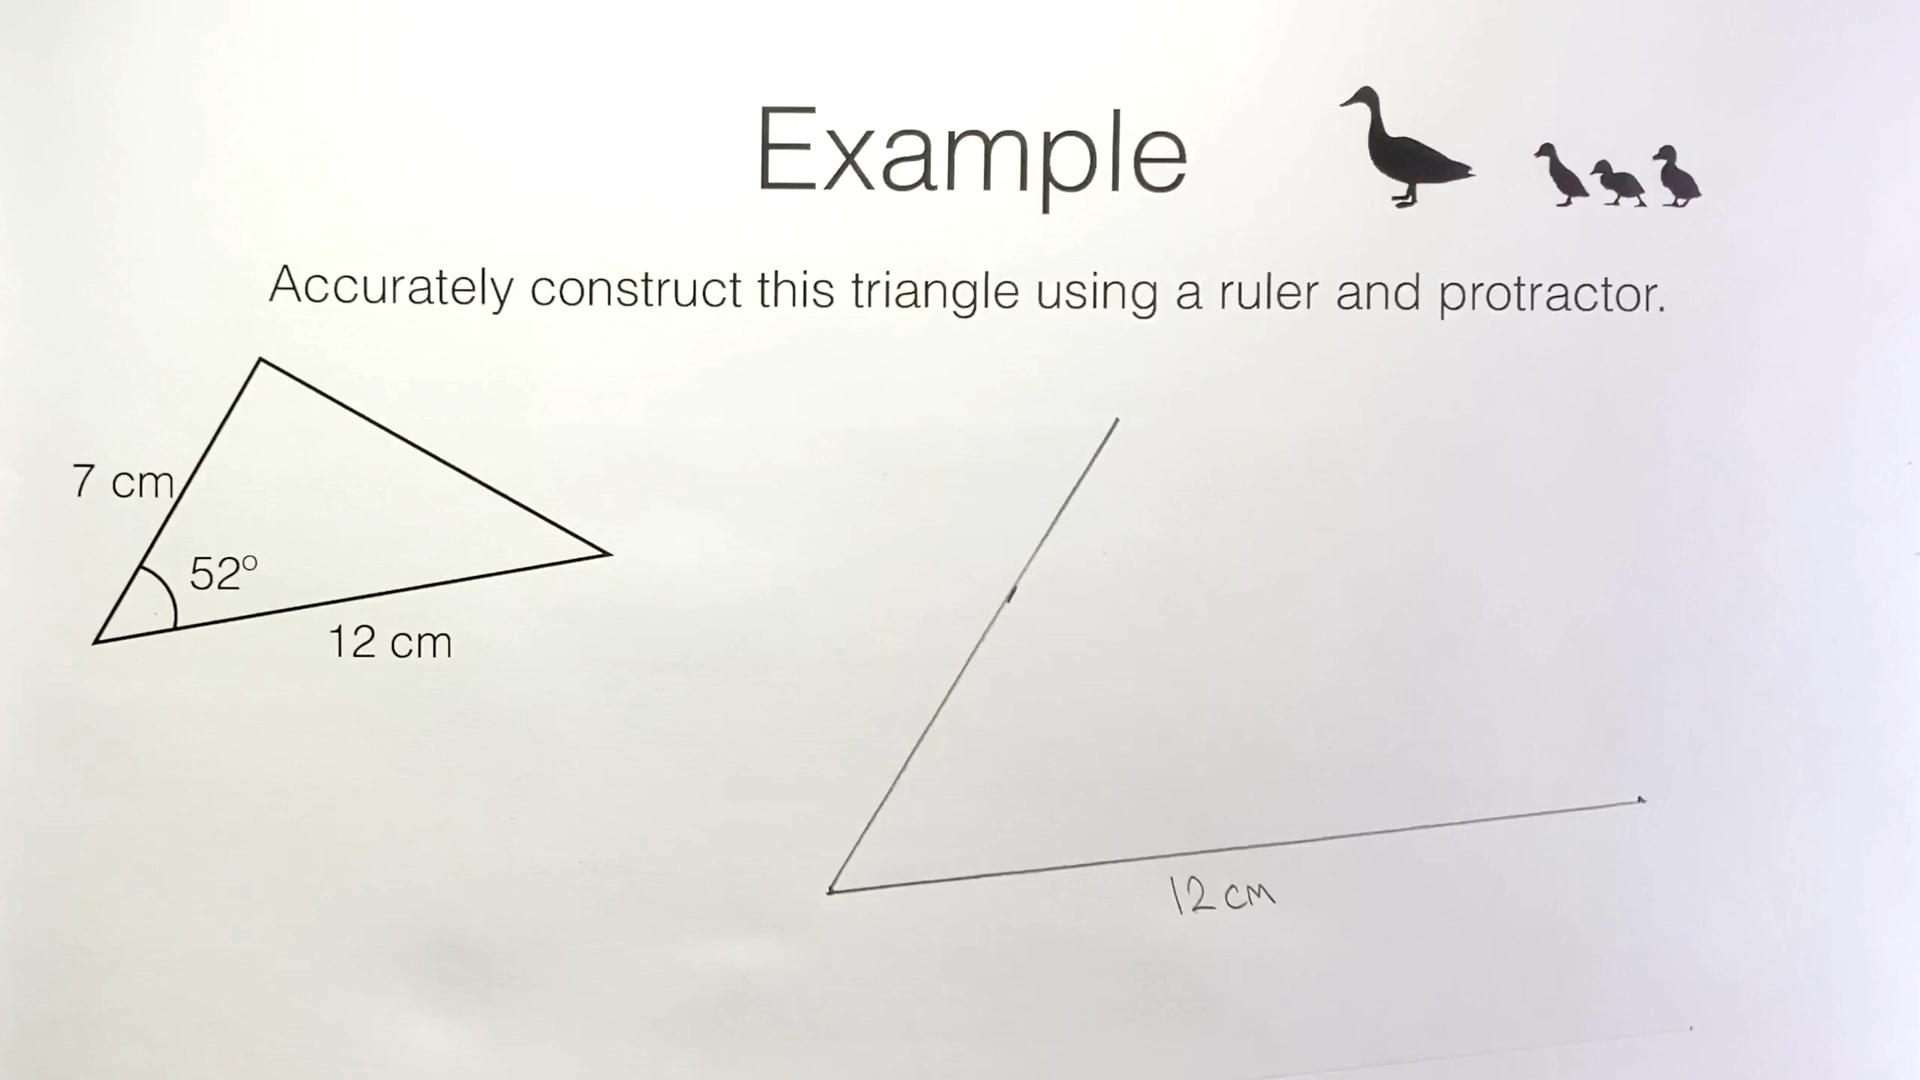 Example
Accurately construct this triangle using a ruler and protractor.
7 cm
52°
12 cm
12 cm